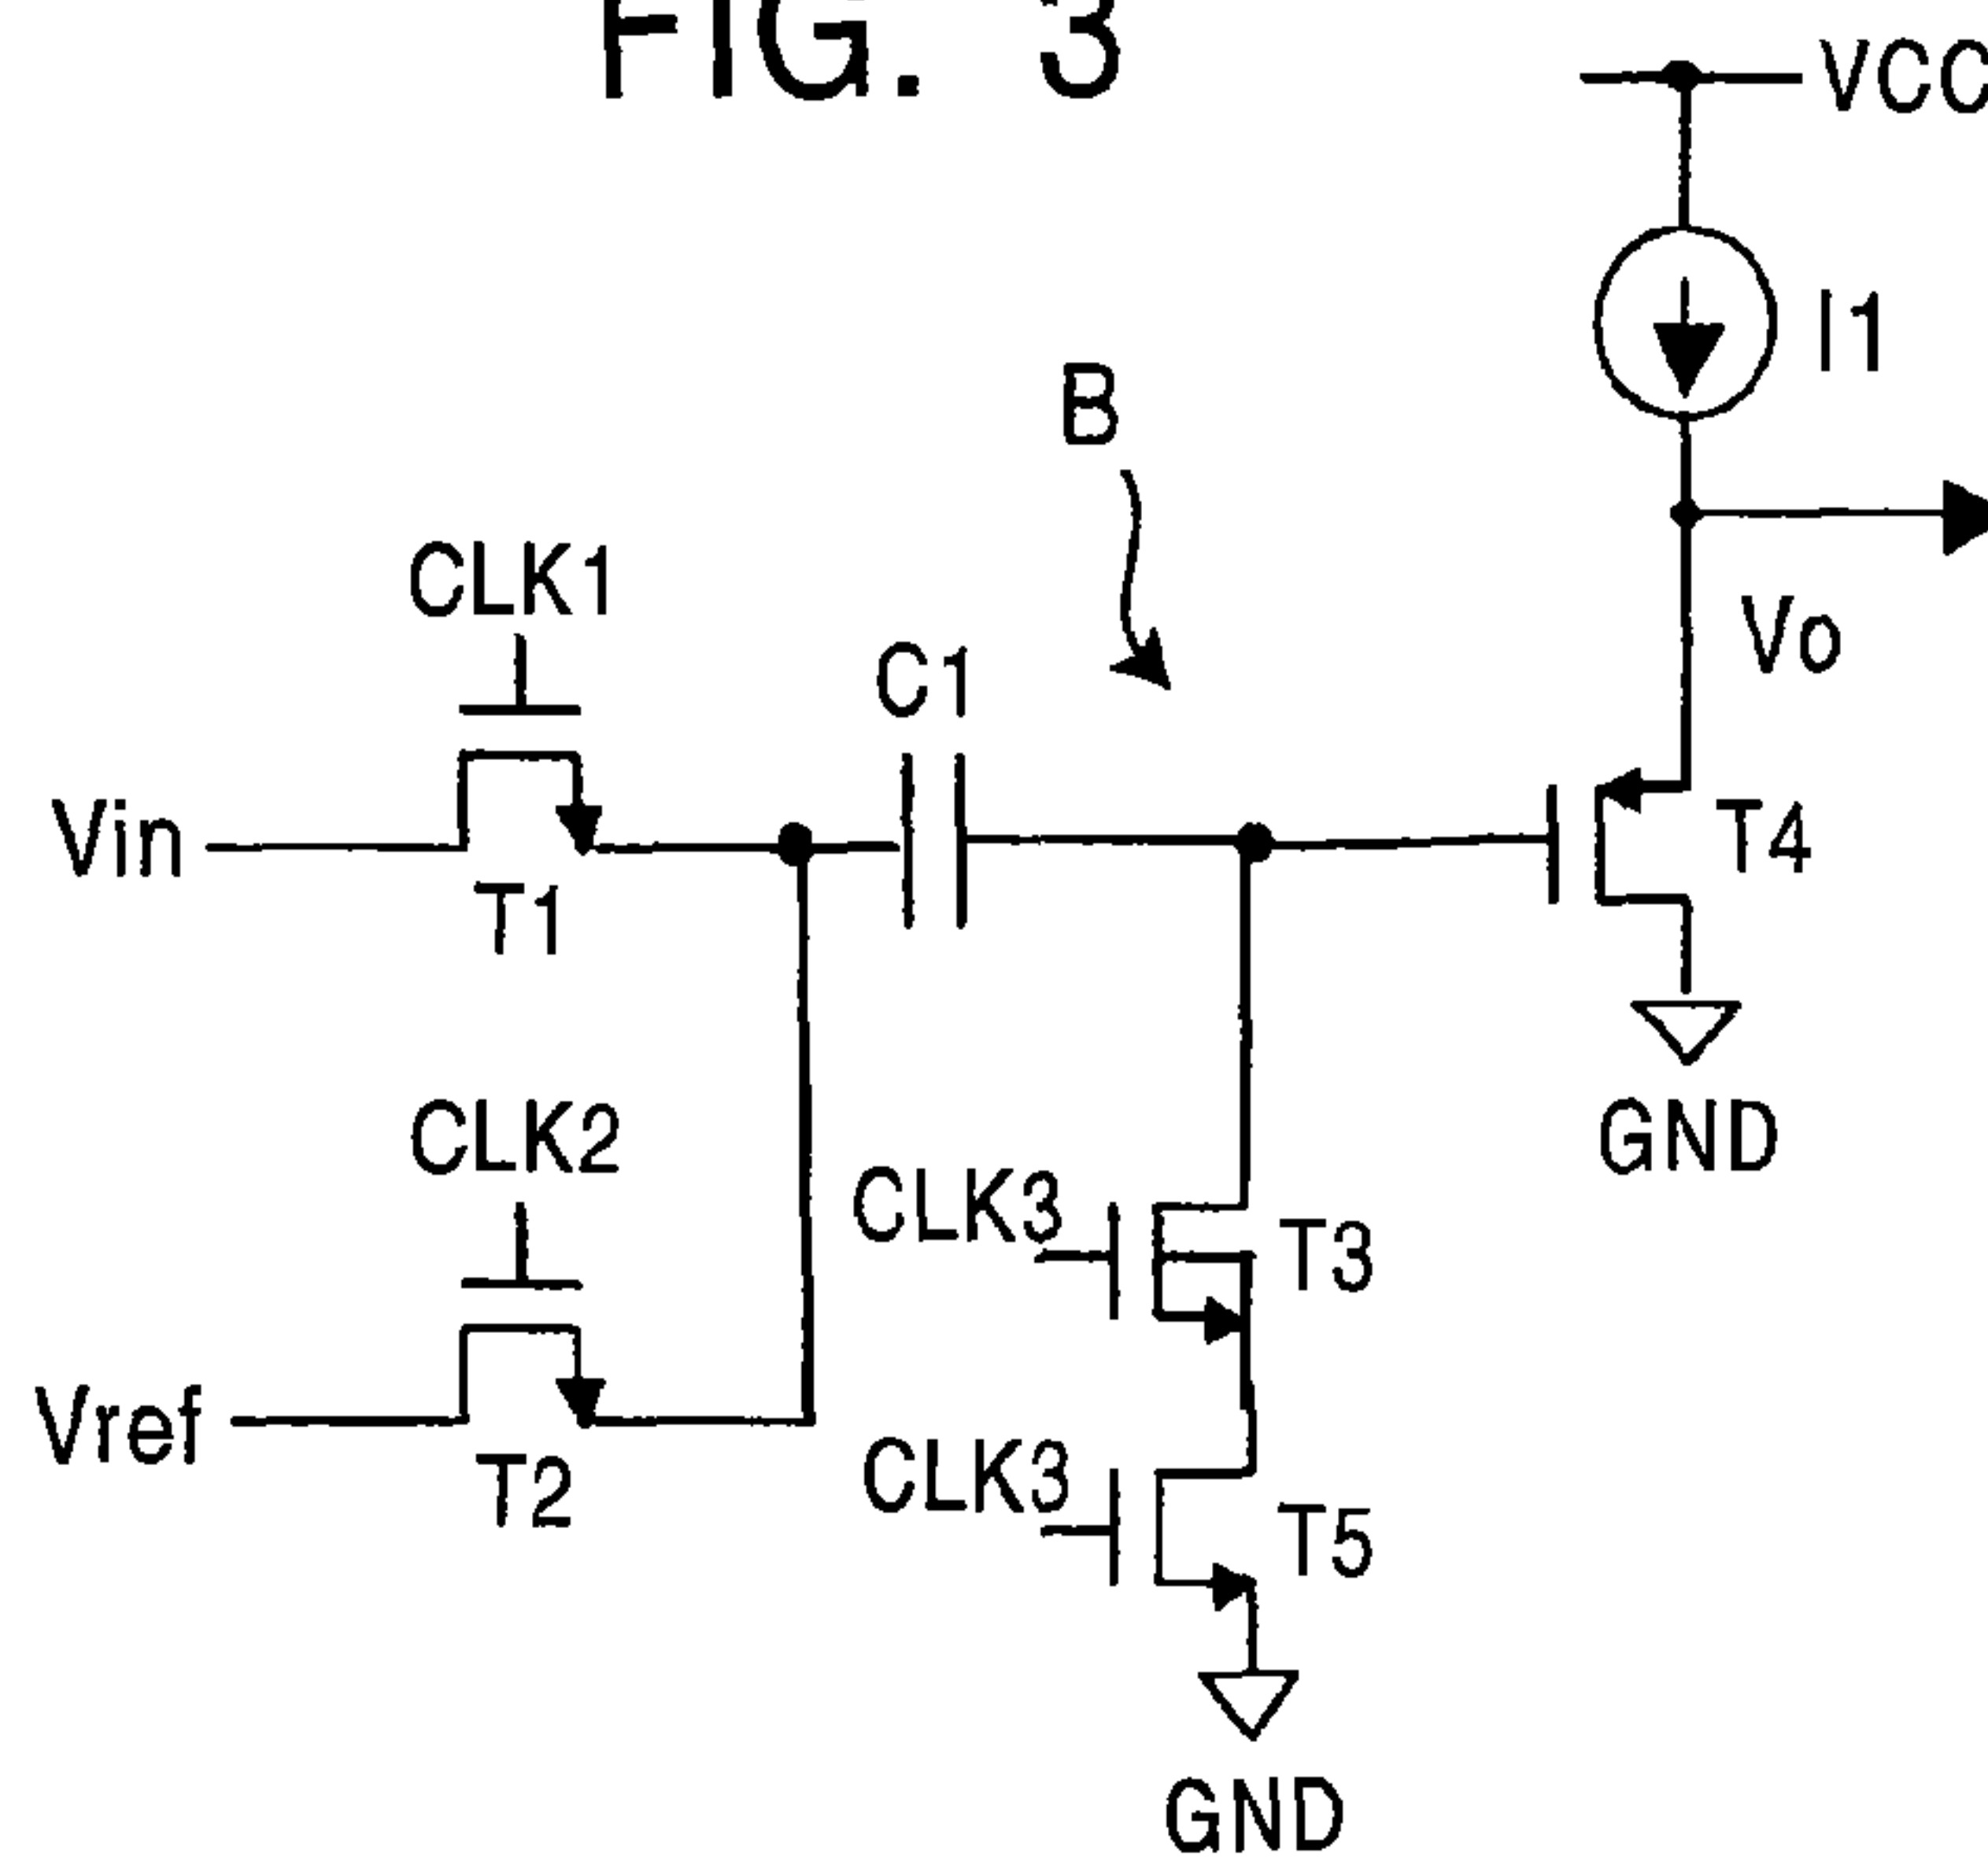 FIG. 3
VCC
I1
B
CLK1
C1
Vo
Vin
T1
T4
CLK2
GND
CLK3
T3
Vref
T2
CLK3
T5
GND